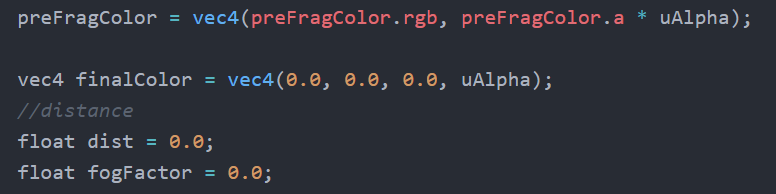 preFragColor = vec4(preFragColor.rgb, preFragColor.a * uAlpha);
vec4 finalColor = vec4(0.0, 0.0, 0.0, uAlpha);
//distance
float dist = 0.0;
float fogFactor = 0.0;